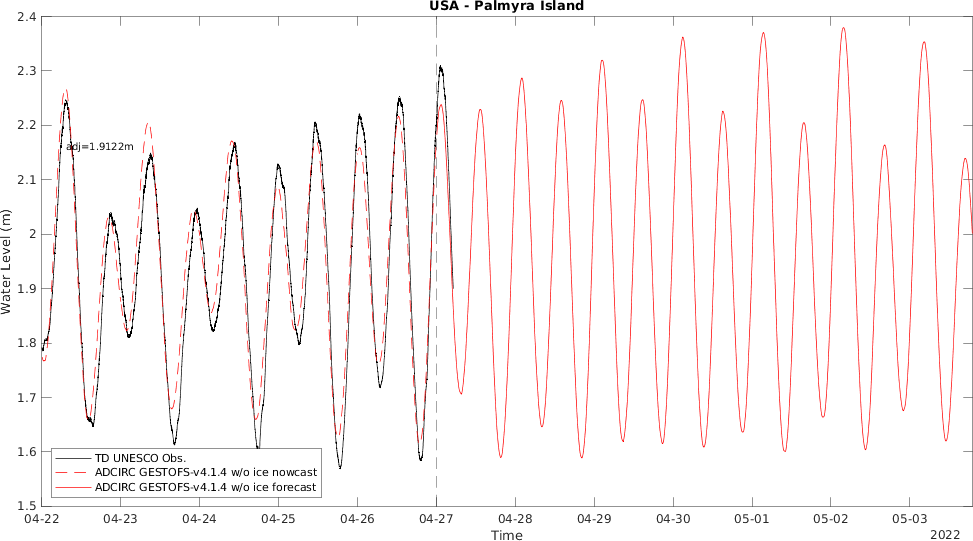 USA - Palmyra Island
2.4
2.3
2.2
2.1
2
1.9
1.8
1.7
1.6
1.5
Water Level (m)
adj=1.9122m
TD UNESCO Obs.
ADCIRC GESTOFS-v4.1.4 w/o ice nowcast
ADCIRC GESTOFS-v4.1.4 w/o ice forecast
04-22 04-23 04-24 04-25 04-26 04-27 04-28 04-29 04-30 05-01 05-02 05-03
Time
2022